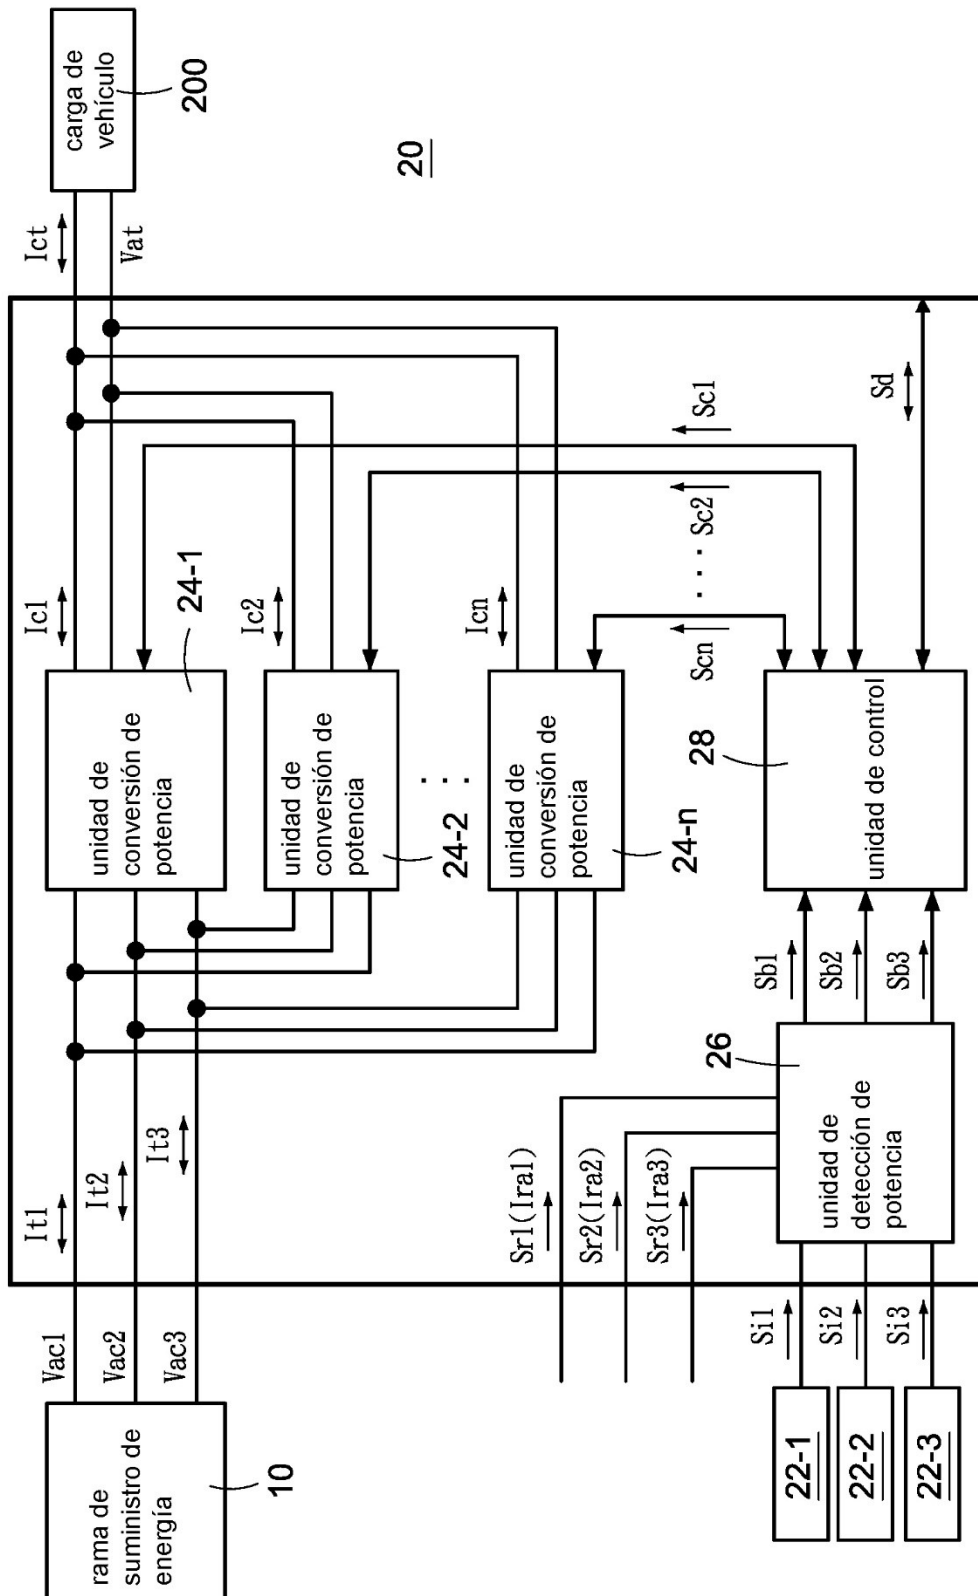 rama de
suministro de
energía
10
Vac1
Vac2
Vac3
It1
It2
It3
unidad de
conversión de
potencia
24-1
Ic1
Ict
Vat
carga de
vehículo
200
20
unidad de
conversión de
potencia
24-2
Ic2
. . .
unidad de
conversión de
potencia
24-n
Icn
Sc1
Sc2
. . . .
Scn
Sd
Sr1(Ira1)
Sr2(Ira2)
Sr3(Ira3)
22-1
22-2
22-3
Si1
Si2
Si3
unidad de
detección de
potencia
26
Sb1
Sb2
Sb3
unidad de control
28